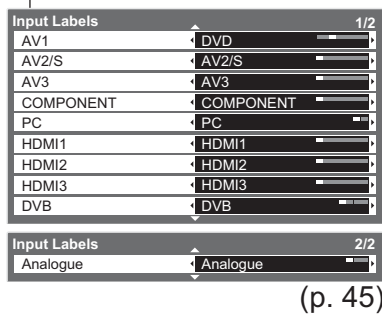 Input Labels 1/2
AV1 DVD
AV2/S AV2/S
AV3 AV3
COMPONENT COMPONENT
PC PC
HDMI1 HDMI1
HDMI2 HDMI2
HDMI3 HDMI3
DVB DVB
Input Labels 2/2
Analogue Analogue
(p. 45)